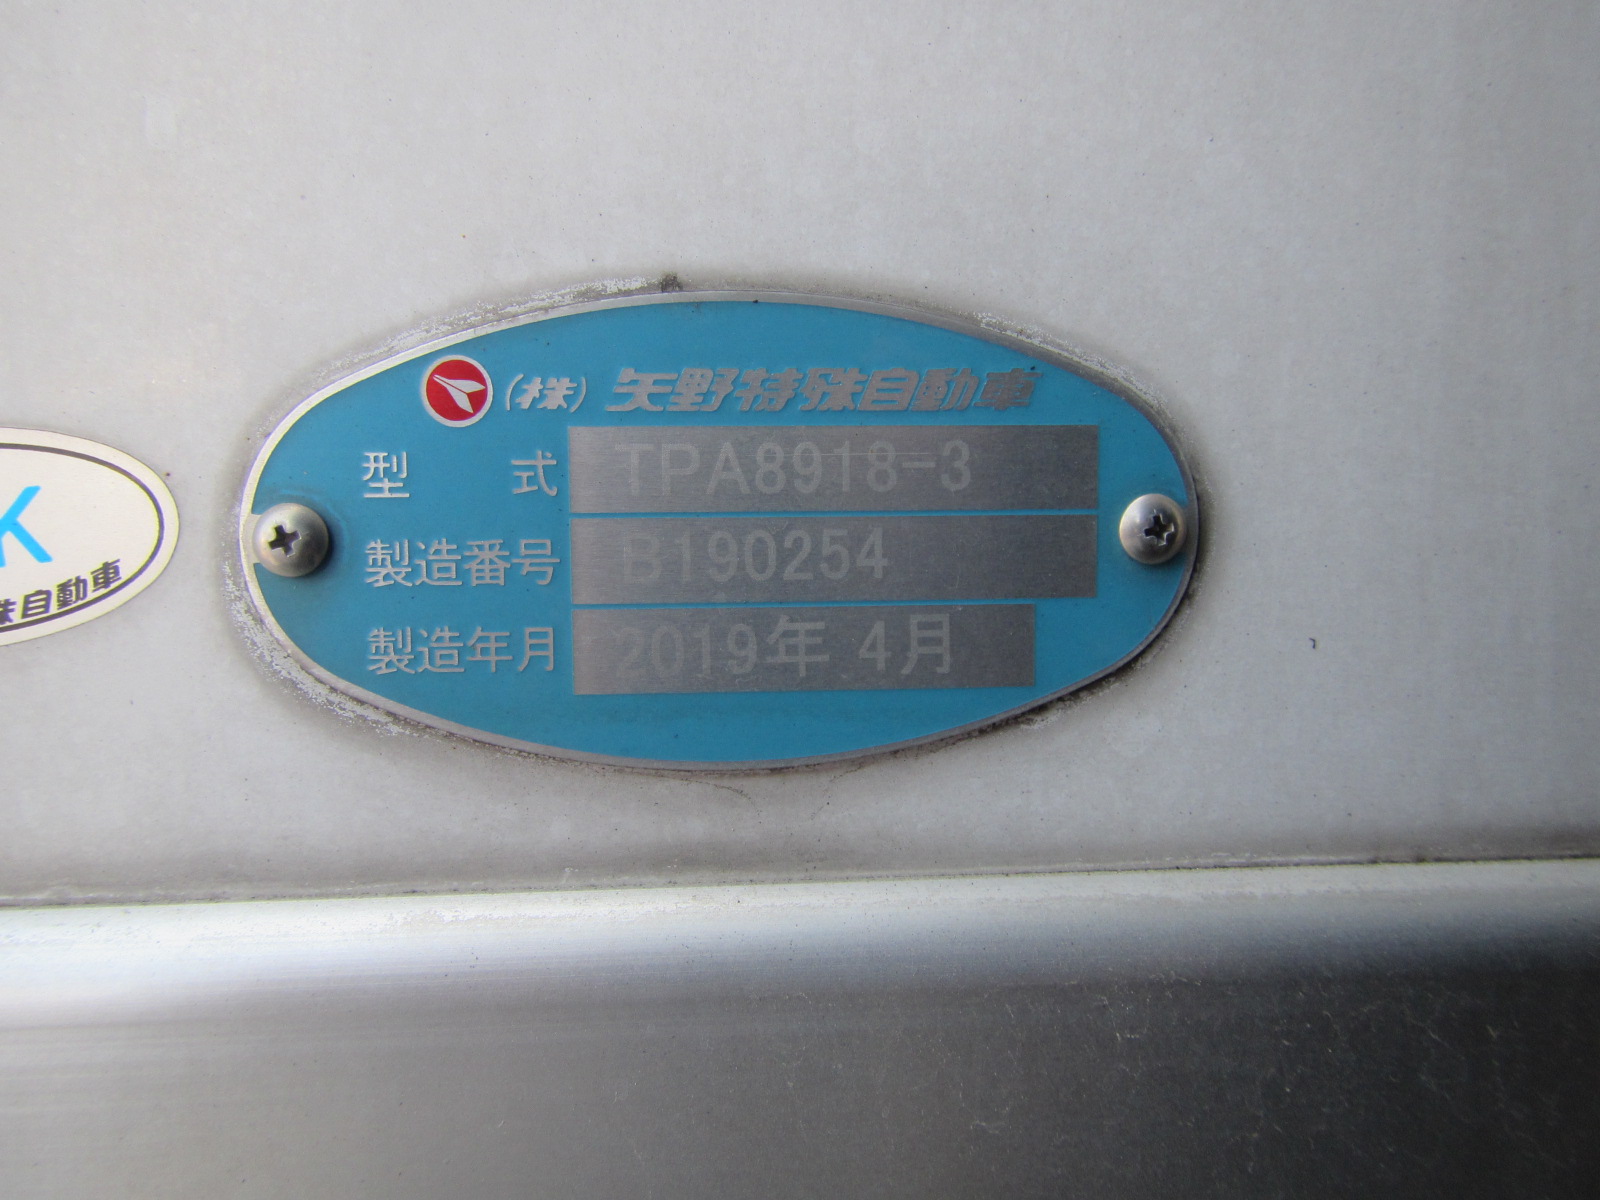 (株) 矢野特殊自動車
型式 TPA8918-3
製造番号 B190254
製造年月 2019年 4月
K
殊自動車